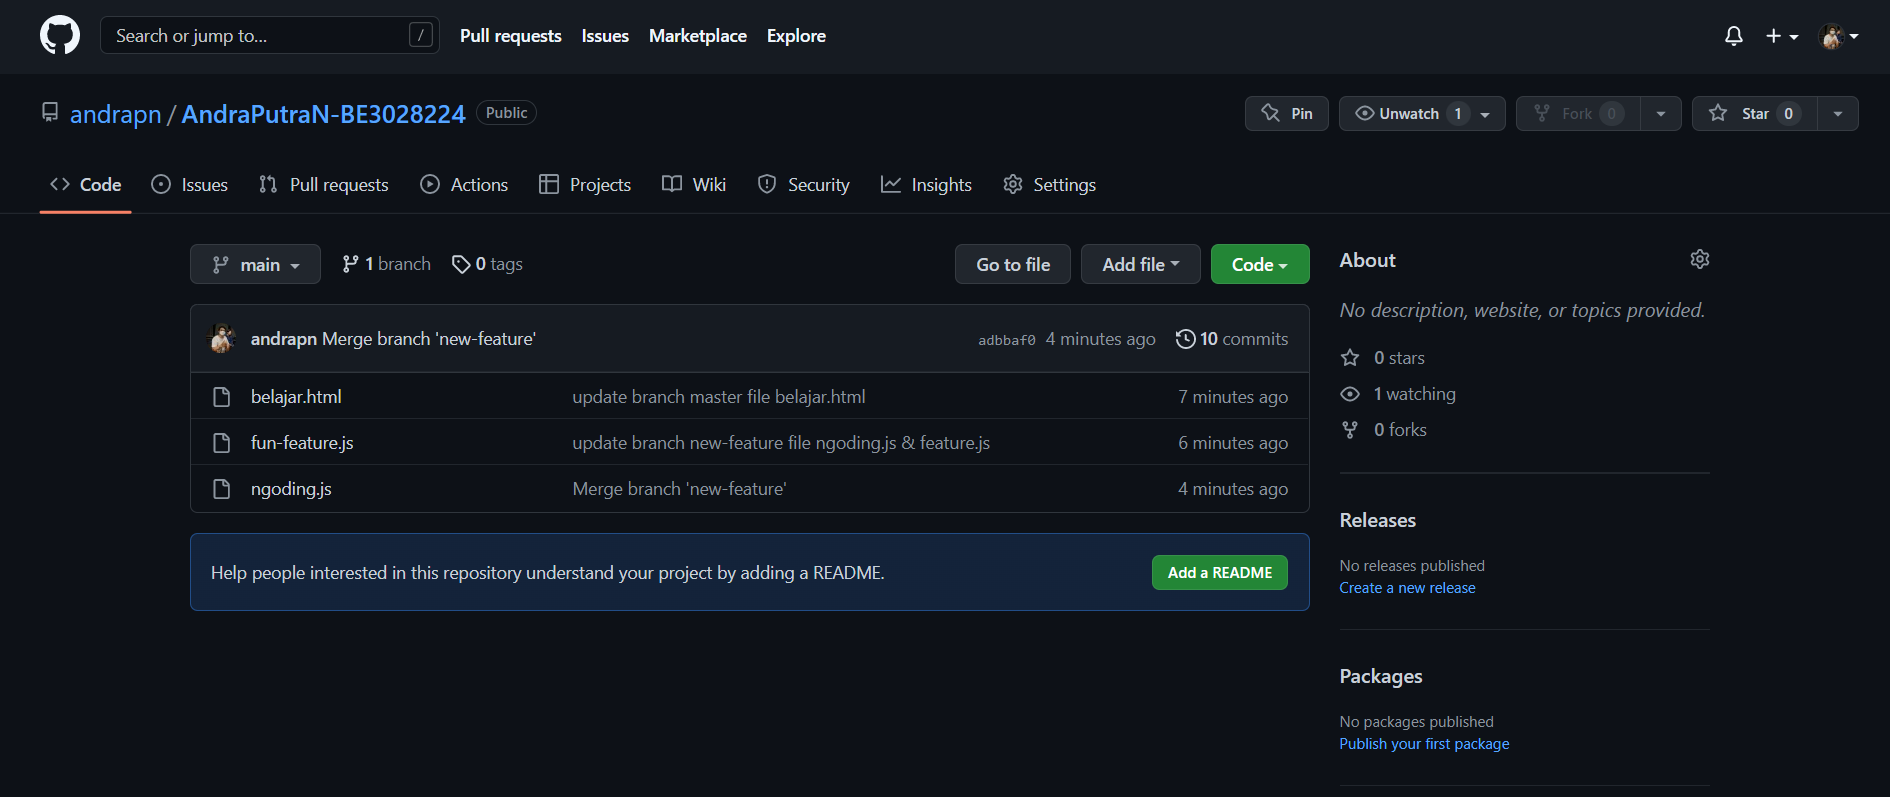 Search or jump to... /
Pull requests Issues Marketplace Explore
andrapn / AndraPutraN-BE3028224 Public
Pin Unwatch 1 Fork 0 Star 0
Code Issues Pull requests Actions Projects Wiki Security Insights Settings
main 1 branch 0 tags
Go to file Add file Code
andrapn Merge branch 'new-feature' adbbaf0 4 minutes ago 10 commits
belajar.html update branch master file belajar.html 7 minutes ago
fun-feature.js update branch new-feature file ngoding.js & feature.js 6 minutes ago
ngoding.js Merge branch 'new-feature' 4 minutes ago
Help people interested in this repository understand your project by adding a README. Add a README
About
No description, website, or topics provided.
0 stars
1 watching
0 forks
Releases
No releases published
Create a new release
Packages
No packages published
Publish your first package